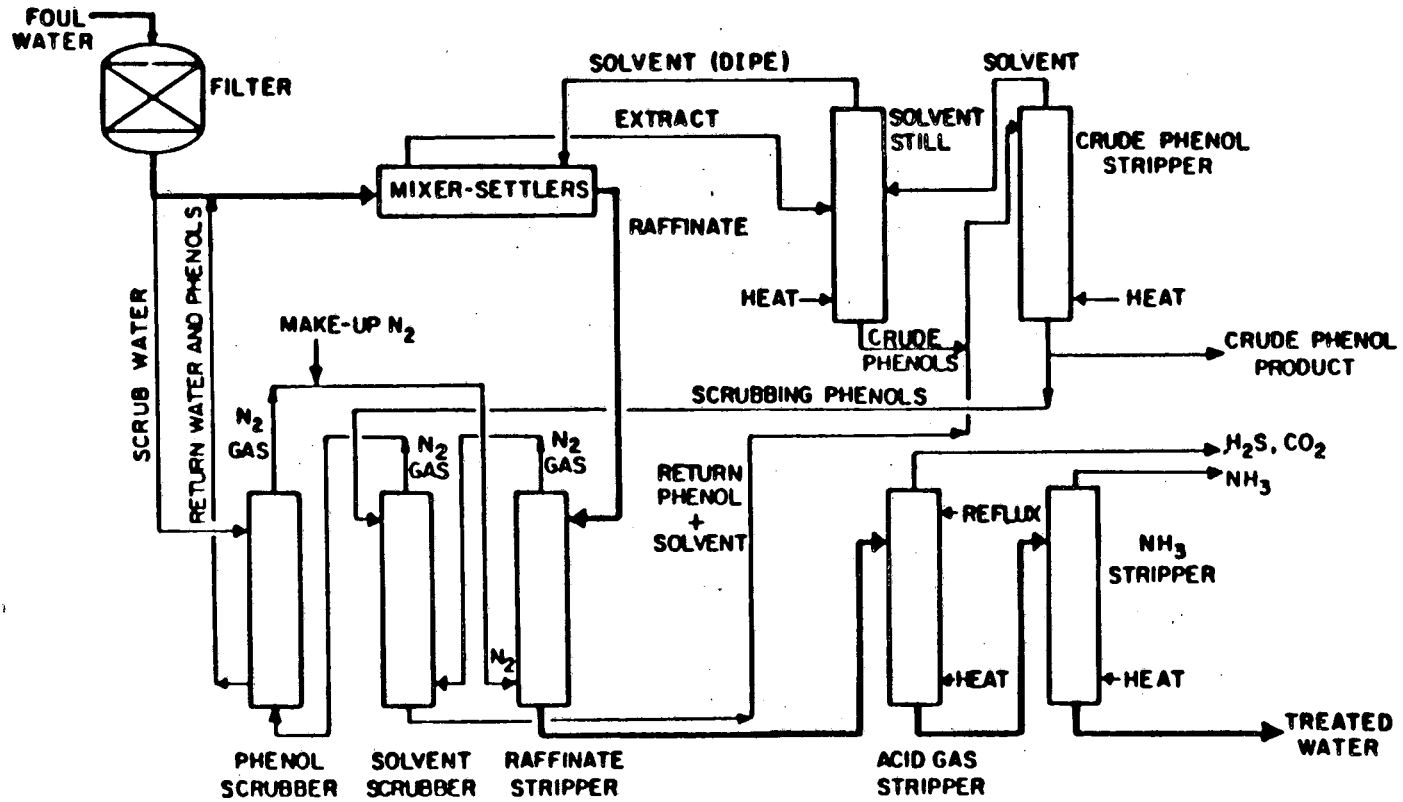 FOUL
WATER
FILTER
SOLVENT (DIPE)
SOLVENT
EXTRACT
SOLVENT
STILL
CRUDE PHENOL
STRIPPER
MIXER-SETTLERS
RAFFINATE
SCRUB WATER
RETURN WATER AND PHENOLS
HEAT
HEAT
MAKE-UP N2
CRUDE
PHENOLS
CRUDE PHENOL
PRODUCT
SCRUBBING PHENOLS
N2
GAS
N2
GAS
N2
GAS
H2S, CO2
NH3
RETURN
PHENOL
+
SOLVENT
REFLUX
NH3
STRIPPER
N2
HEAT
HEAT
TREATED
WATER
PHENOL
SCRUBBER
SOLVENT
SCRUBBER
RAFFINATE
STRIPPER
ACID GAS
STRIPPER